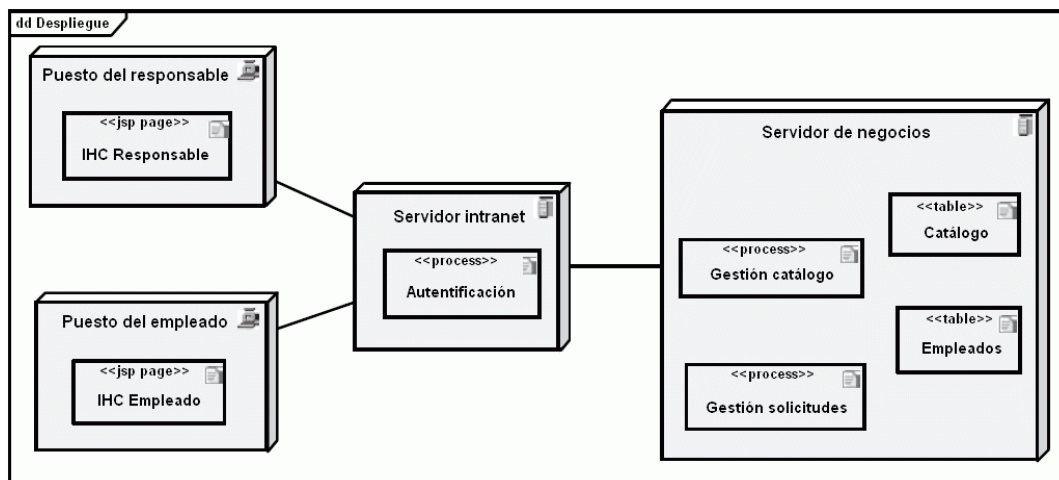 dd Despliegue
Puesto del responsable
<<jsp page>>
IHC Responsable
Puesto del empleado
<<jsp page>>
IHC Empleado
Servidor intranet
<<process>>
Autentificación
Servidor de negocios
<<table>>
Catálogo
<<process>>
Gestión catálogo
<<table>>
Empleados
<<process>>
Gestión solicitudes